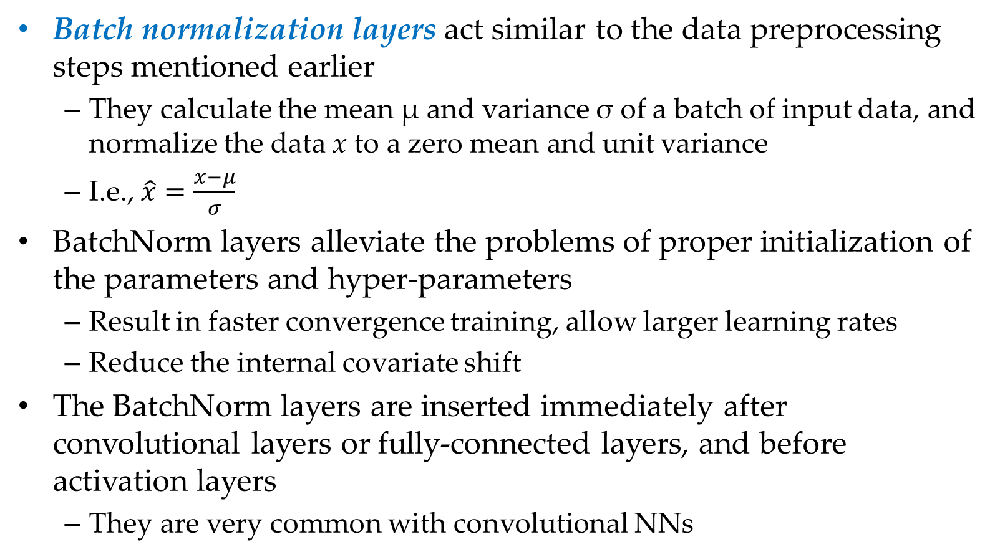 • Batch normalization layers act similar to the data preprocessing
steps mentioned earlier
– They calculate the mean μ and variance σ of a batch of input data, and
normalize the data x to a zero mean and unit variance
– I.e., x̂ = (x−μ)/σ
• BatchNorm layers alleviate the problems of proper initialization of
the parameters and hyper-parameters
– Result in faster convergence training, allow larger learning rates
– Reduce the internal covariate shift
• The BatchNorm layers are inserted immediately after
convolutional layers or fully-connected layers, and before
activation layers
– They are very common with convolutional NNs